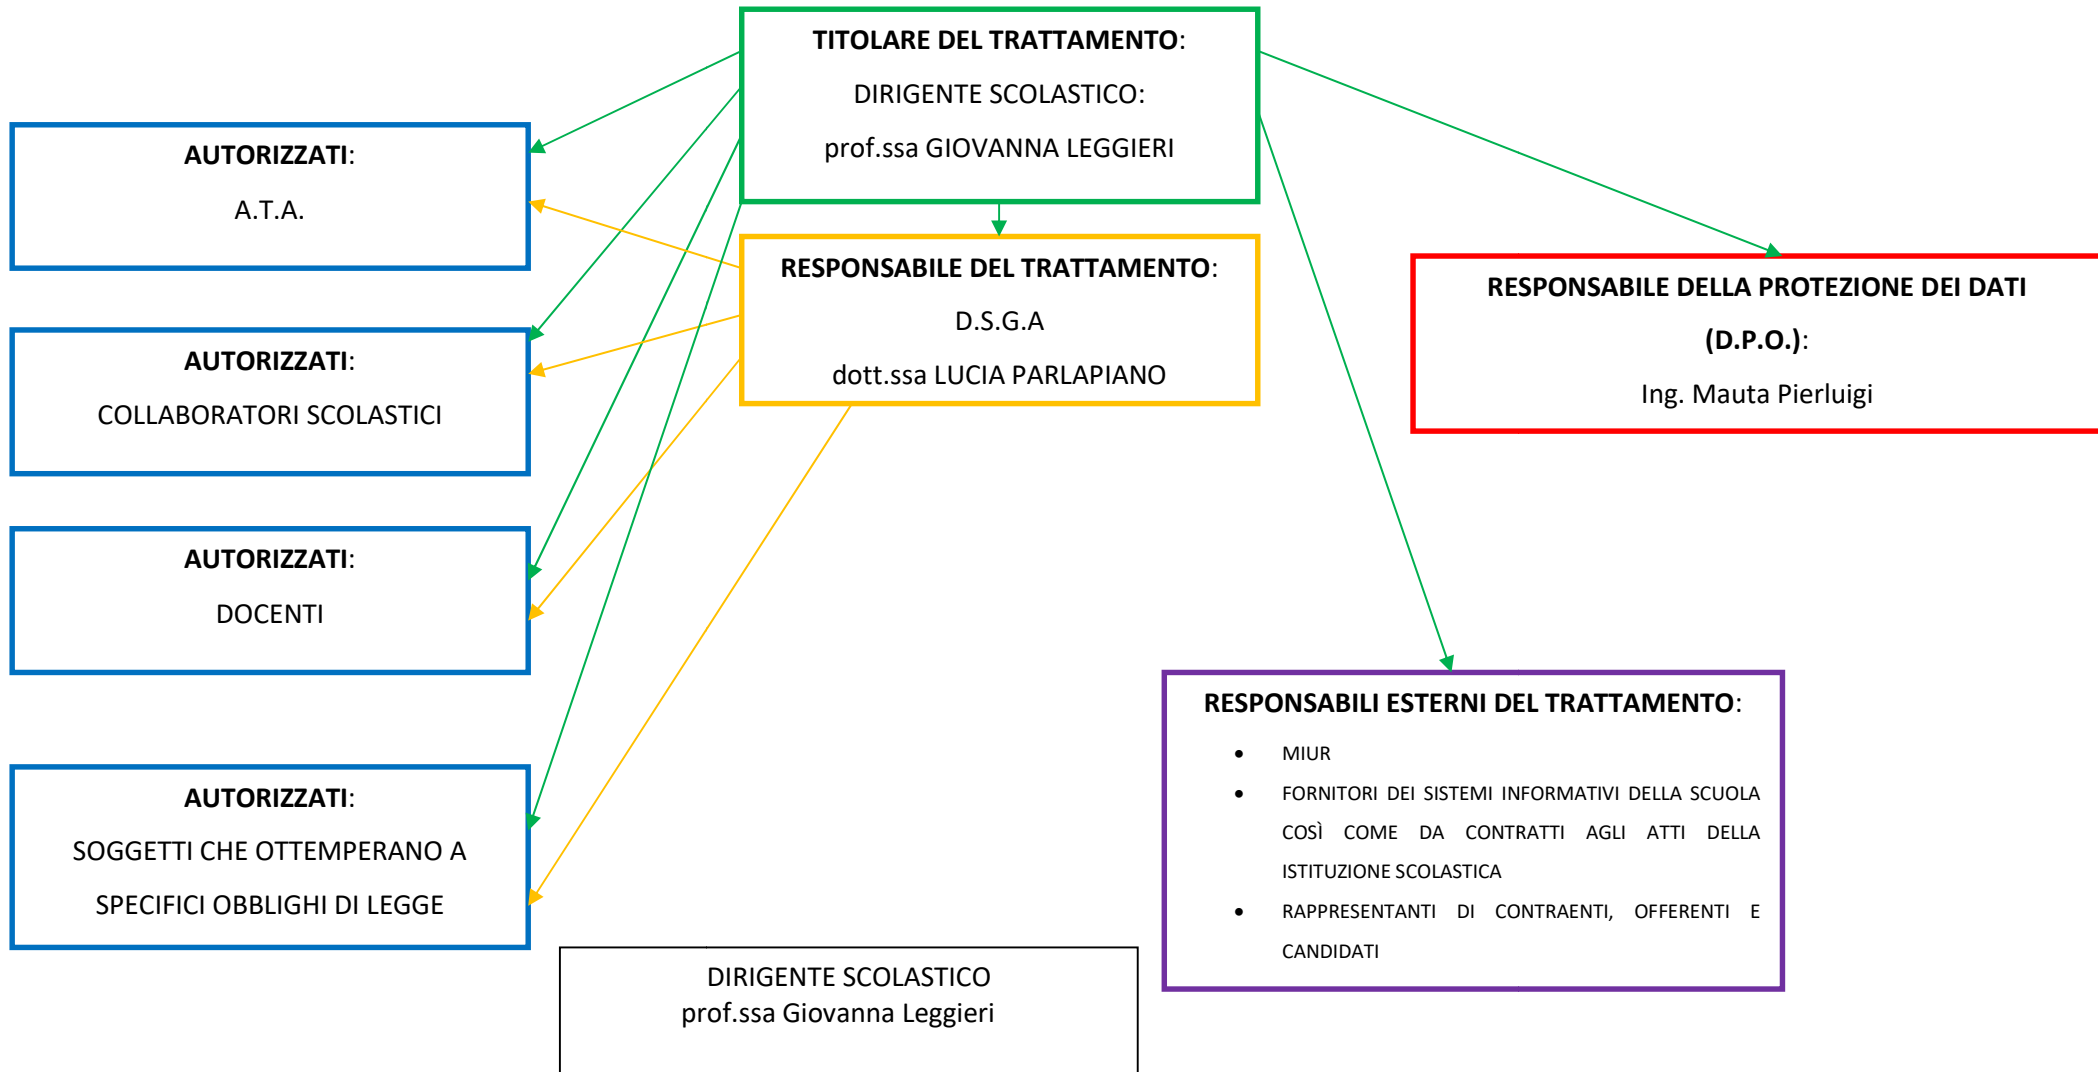 TITOLARE DEL TRATTAMENTO:
DIRIGENTE SCOLASTICO:
prof.ssa GIOVANNA LEGGIERI
AUTORIZZATI:
A.T.A.
RESPONSABILE DEL TRATTAMENTO:
D.S.G.A
dott.ssa LUCIA PARLAPIANO
RESPONSABILE DELLA PROTEZIONE DEI DATI
(D.P.O.):
Ing. Mauta Pierluigi
AUTORIZZATI:
COLLABORATORI SCOLASTICI
AUTORIZZATI:
DOCENTI
RESPONSABILI ESTERNI DEL TRATTAMENTO:
• MIUR
• FORNITORI DEI SISTEMI INFORMATIVI DELLA SCUOLA
COSÌ COME DA CONTRATTI AGLI ATTI DELLA
ISTITUZIONE SCOLASTICA
• RAPPRESENTANTI DI CONTRAENTI, OFFERENTI E
CANDIDATI
AUTORIZZATI:
SOGGETTI CHE OTTEMPERANO A
SPECIFICI OBBLIGHI DI LEGGE
DIRIGENTE SCOLASTICO
prof.ssa Giovanna Leggieri